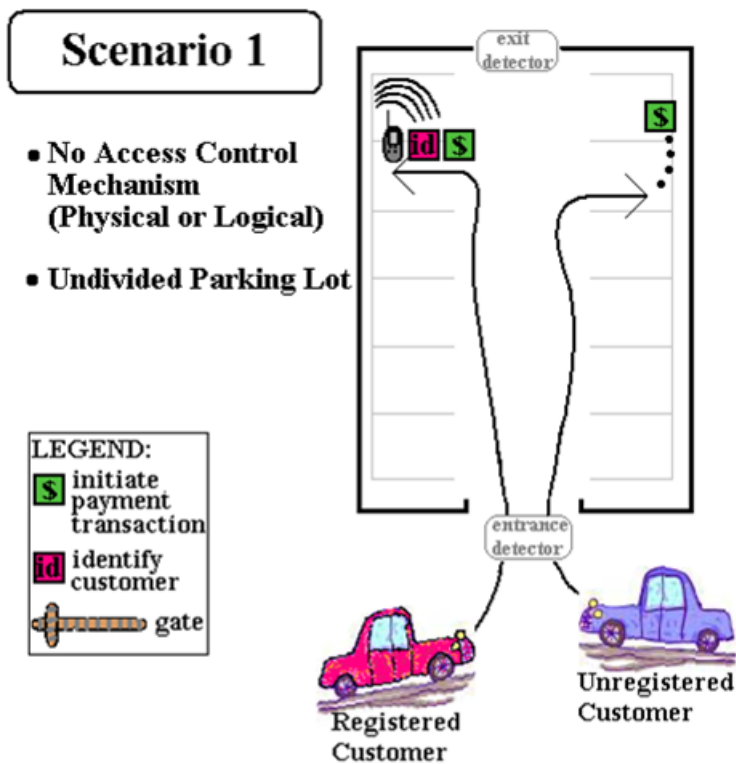 Scenario 1
• No Access Control
Mechanism
(Physical or Logical)
• Undivided Parking Lot
exit
detector
id
$
$
entrance
detector
LEGEND:
$ initiate
payment
transaction
id identify
customer
gate
Registered
Customer
Unregistered
Customer